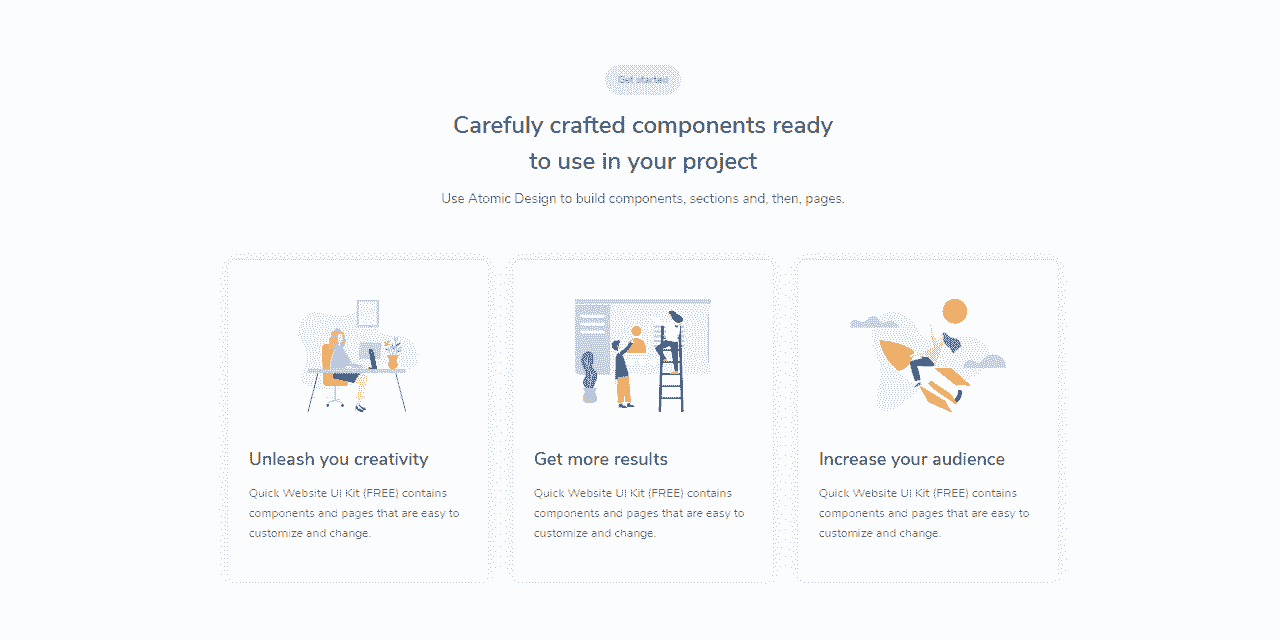 Get started
Carefuly crafted components ready
to use in your project
Use Atomic Design to build components, sections and, then, pages.
Unleash you creativity
Quick Website UI Kit (FREE) contains
components and pages that are easy to
customize and change.
Get more results
Quick Website UI Kit (FREE) contains
components and pages that are easy to
customize and change.
Increase your audience
Quick Website UI Kit (FREE) contains
components and pages that are easy to
customize and change.